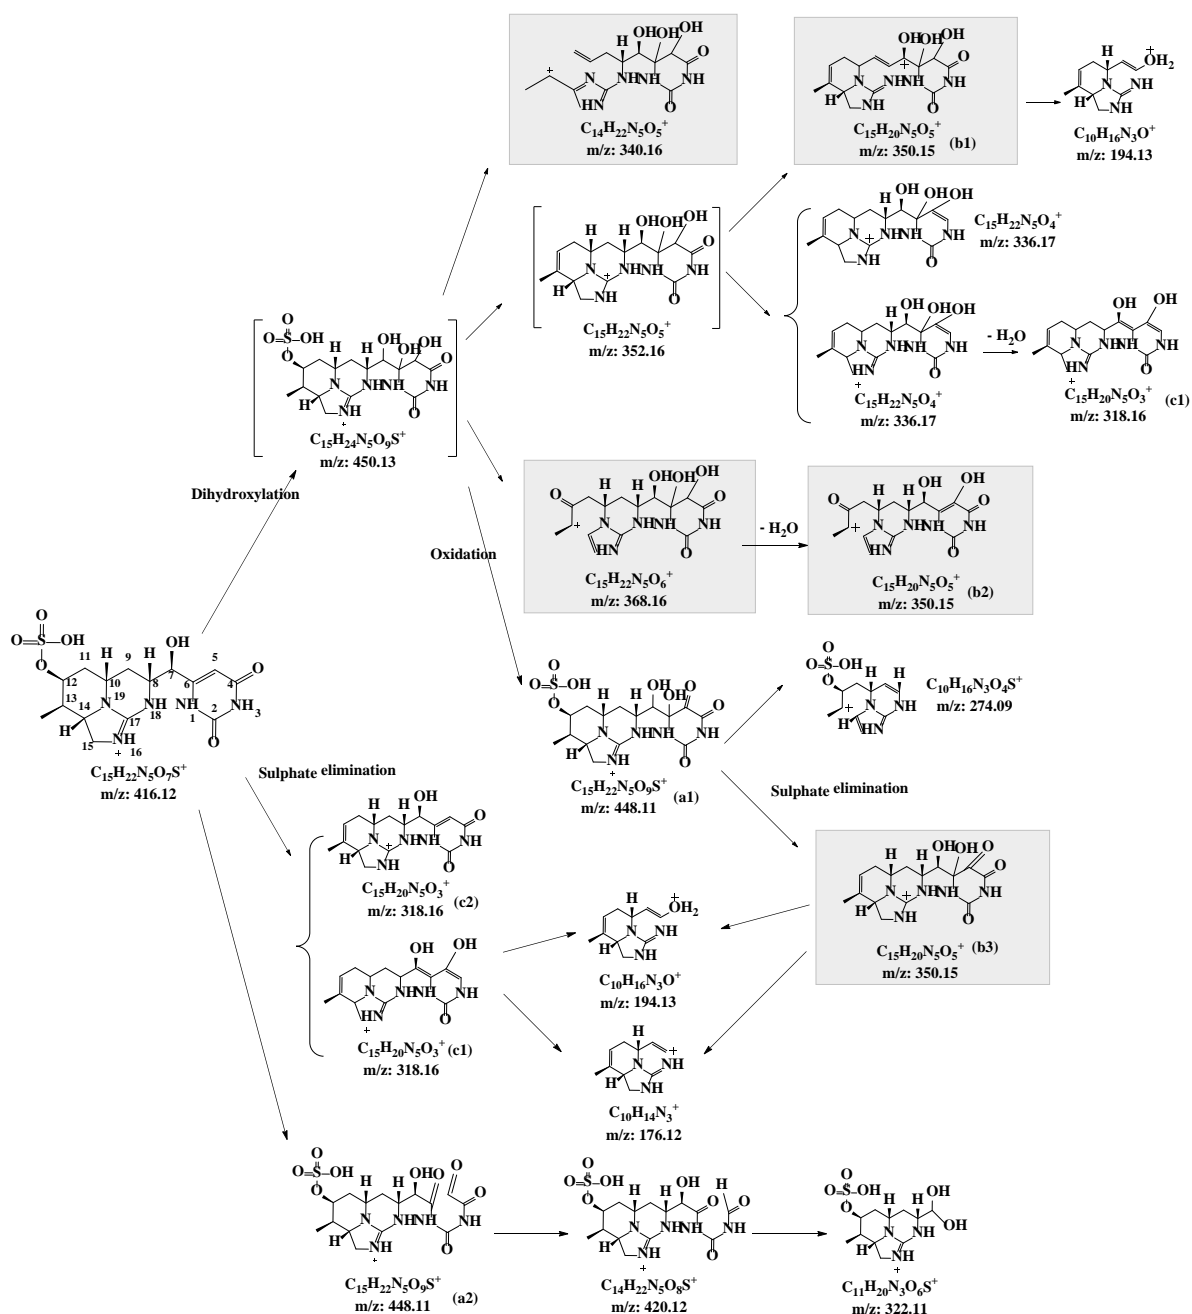 C14H22N5O5+
m/z: 340.16
C15H20N5O5+ (b1)
m/z: 350.15
C10H16N3O+
m/z: 194.13
C15H22N5O5+
m/z: 352.16
C15H22N5O4+
m/z: 336.17
C15H22N5O4+
m/z: 336.17
- H2O
C15H20N5O3+ (c1)
m/z: 318.16
C15H24N5O9S+
m/z: 450.13
Dihydroxylation
Oxidation
C15H22N5O6+
m/z: 368.16
- H2O
C15H20N5O5+ (b2)
m/z: 350.15
C15H22N5O7S+
m/z: 416.12
Sulphate elimination
C15H22N5O9S+ (a1)
m/z: 448.11
C10H16N3O4S+
m/z: 274.09
Sulphate elimination
C15H20N5O5+ (b3)
m/z: 350.15
C15H20N5O3+ (c2)
m/z: 318.16
C15H20N5O3+ (c1)
m/z: 318.16
C10H16N3O+
m/z: 194.13
C10H14N3+
m/z: 176.12
C15H22N5O9S+ (a2)
m/z: 448.11
C14H22N5O8S+
m/z: 420.12
C11H20N3O6S+
m/z: 322.11